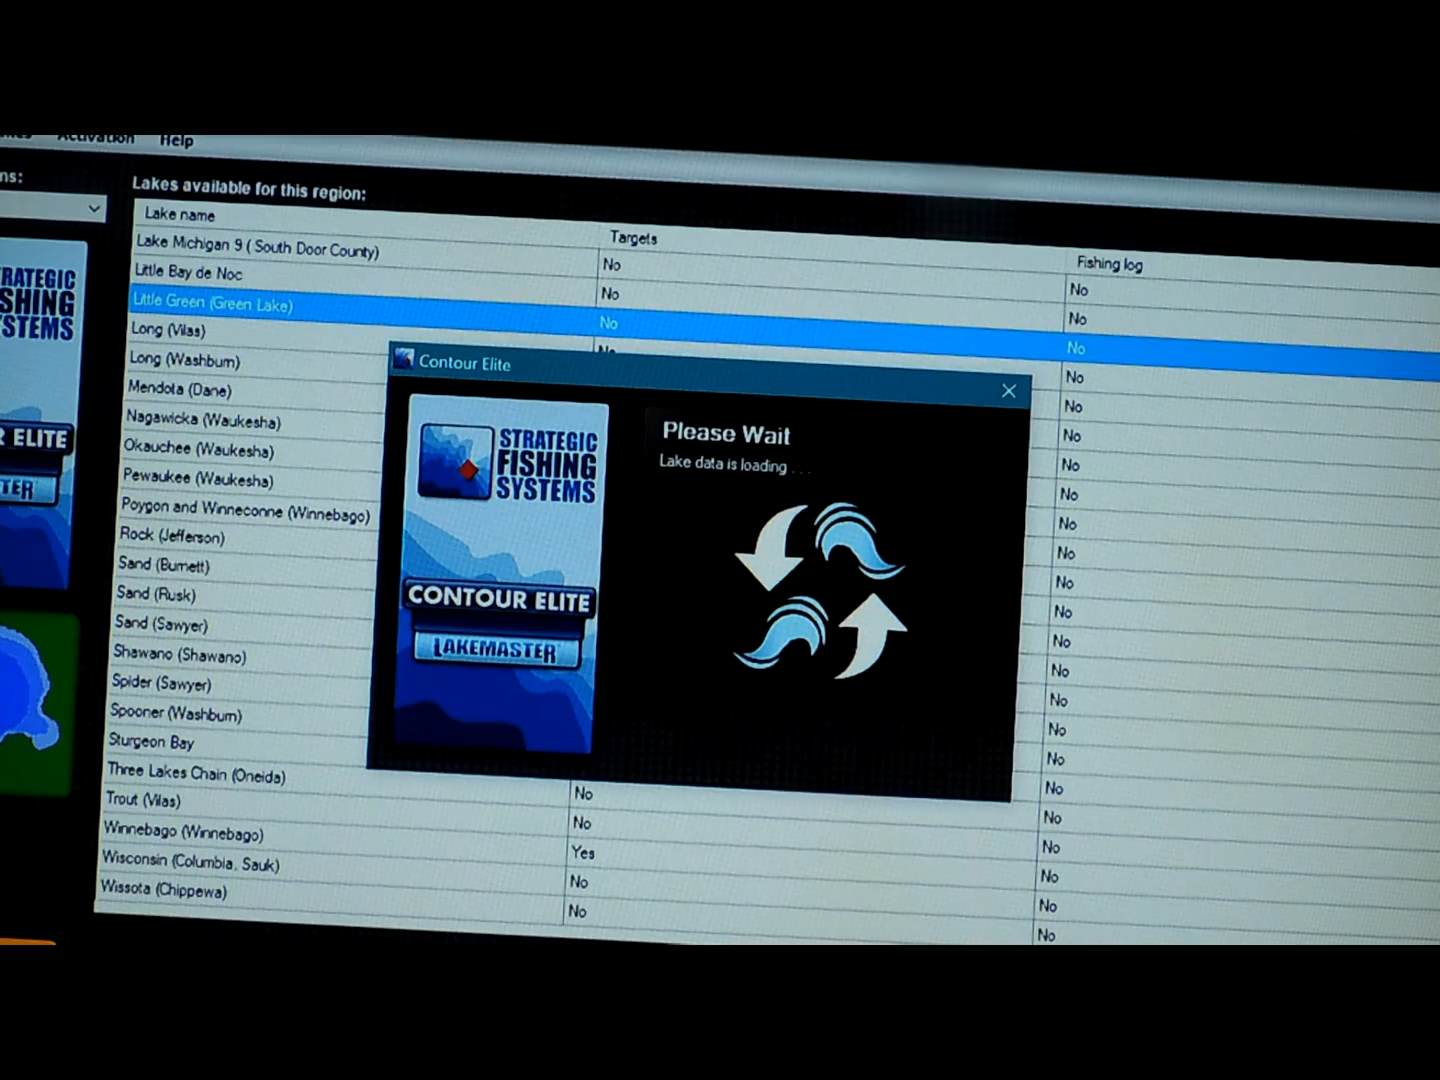 Activation Help
ns:
Lakes available for this region:
Lake name Targets Fishing log
Lake Michigan 9 ( South Door County) No No
Little Bay de Noc No No
Little Green (Green Lake) No No
Long (Vilas) No No
Long (Washburn) No
Mendota (Dane) No
Nagawicka (Waukesha) No
Okauchee (Waukesha) No
Pewaukee (Waukesha) No
Poygon and Winneconne (Winnebago) No
Rock (Jefferson) No
Sand (Burnett) No
Sand (Rusk) No
Sand (Sawyer) No
Shawano (Shawano) No
Spider (Sawyer) No
Spooner (Washburn) No
Sturgeon Bay No
Three Lakes Chain (Oneida) No No
Trout (Vilas) No No
Winnebago (Winnebago) Yes No
Wisconsin (Columbia, Sauk) No No
Wissota (Chippewa) No No
RATEGIC
SHING
STEMS
R ELITE
TER
Contour Elite
STRATEGIC
FISHING
SYSTEMS
CONTOUR ELITE
LAKEMASTER
Please Wait
Lake data is loading . . .